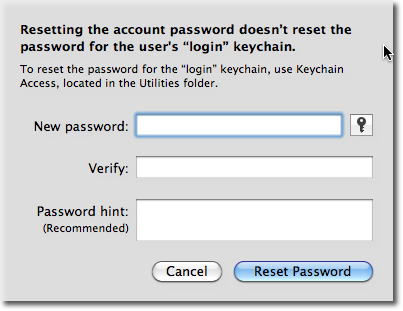 Resetting the account password doesn't reset the
password for the user's “login” keychain.
To reset the password for the “login” keychain, use Keychain
Access, located in the Utilities folder.
New password:
Verify:
Password hint:
(Recommended)
Cancel
Reset Password